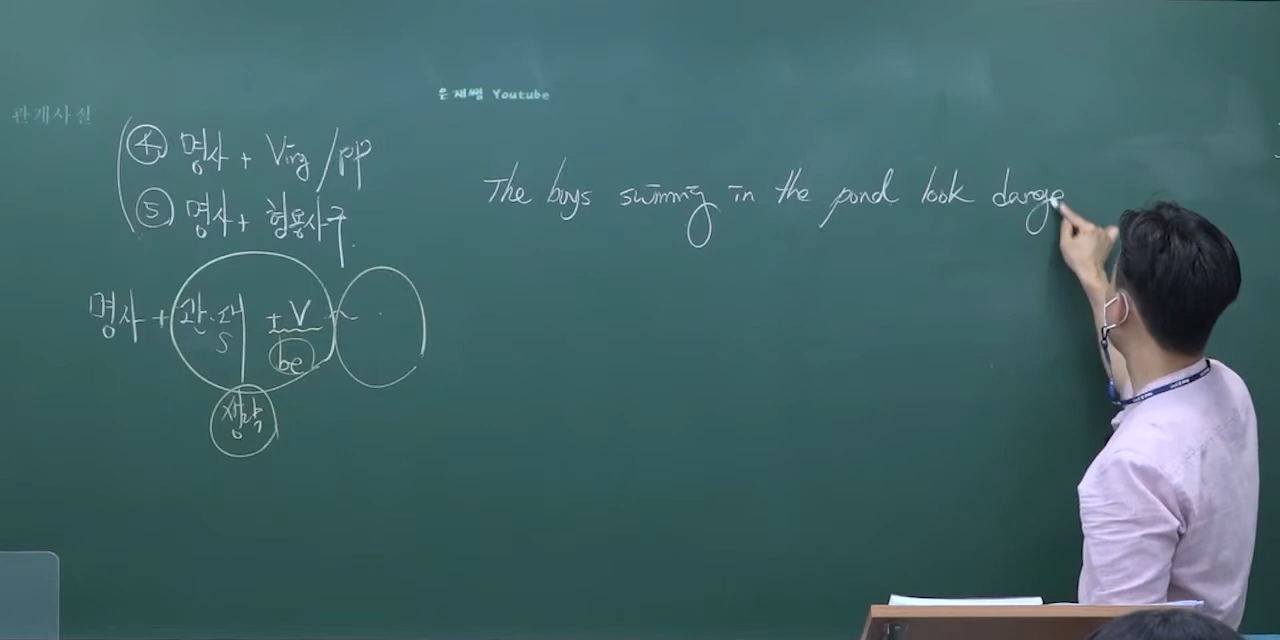 관계사절
은재쌤 Youtube
④ 명사 + Ving / PP
⑤ 명사 + 형용사구
명사 + 관.대 + V ~
S be
생략
The boys swimming in the pond look dange